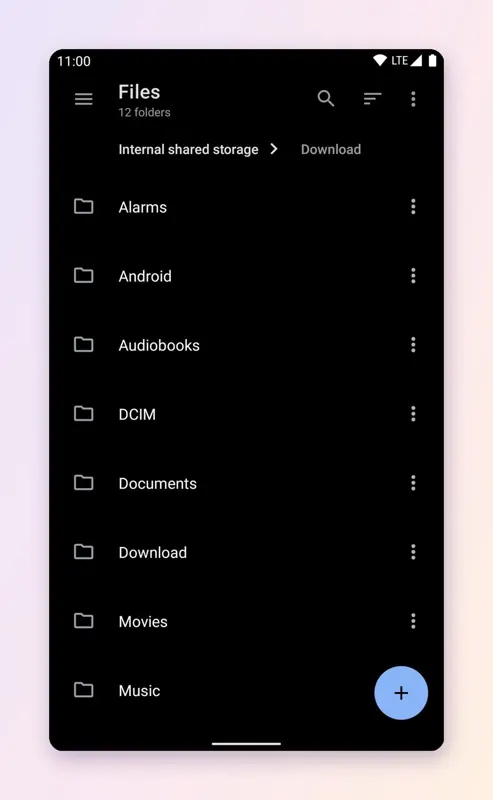 11:00 LTE
Files
12 folders
Internal shared storage Download
Alarms
Android
Audiobooks
DCIM
Documents
Download
Movies
Music